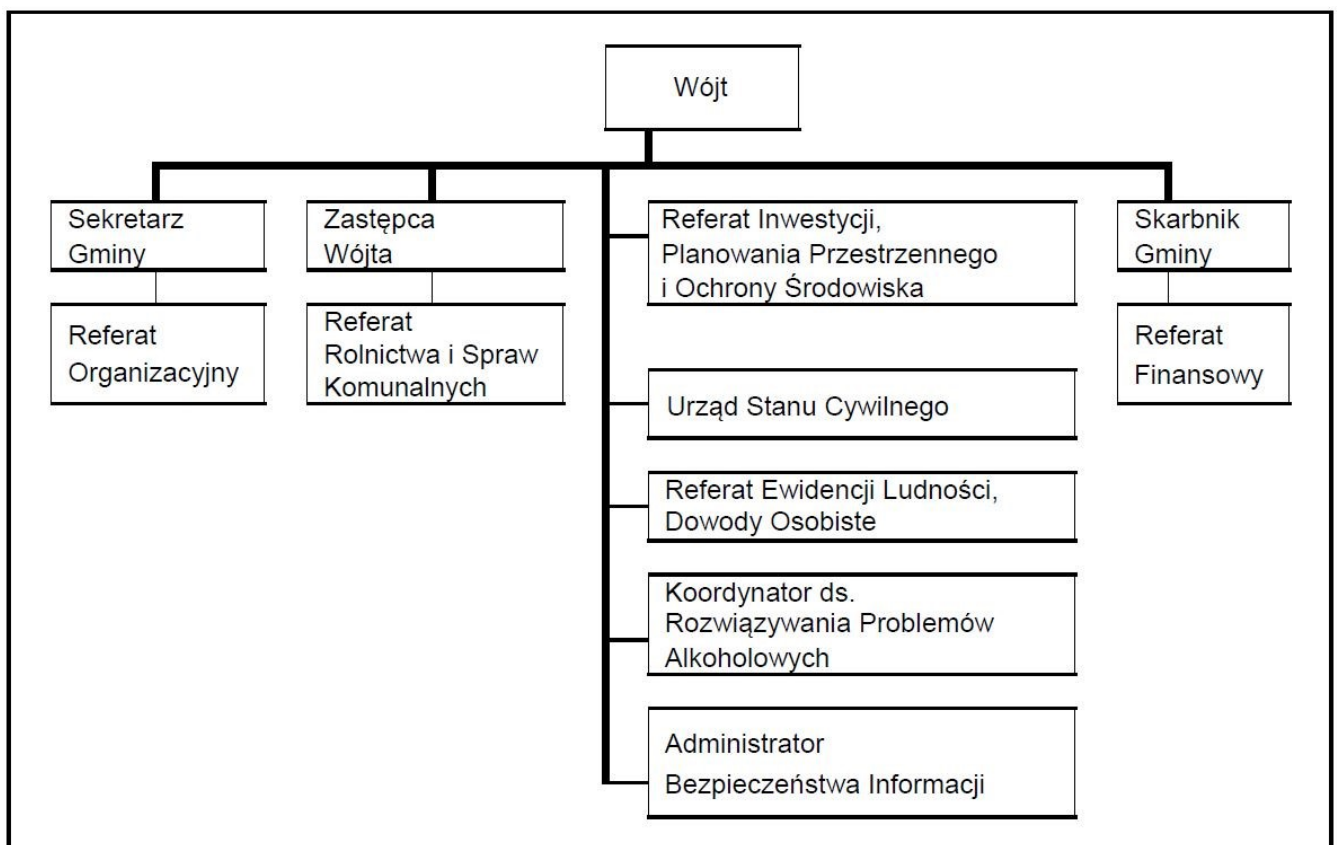 Wójt
Sekretarz
Gminy
Zastępca
Wójta
Referat Inwestycji,
Planowania Przestrzennego
i Ochrony Środowiska
Skarbnik
Gminy
Referat
Organizacyjny
Referat
Rolnictwa i Spraw
Komunalnych
Referat
Finansowy
Urząd Stanu Cywilnego
Referat Ewidencji Ludności,
Dowody Osobiste
Koordynator ds.
Rozwiązywania Problemów
Alkoholowych
Administrator
Bezpieczeństwa Informacji